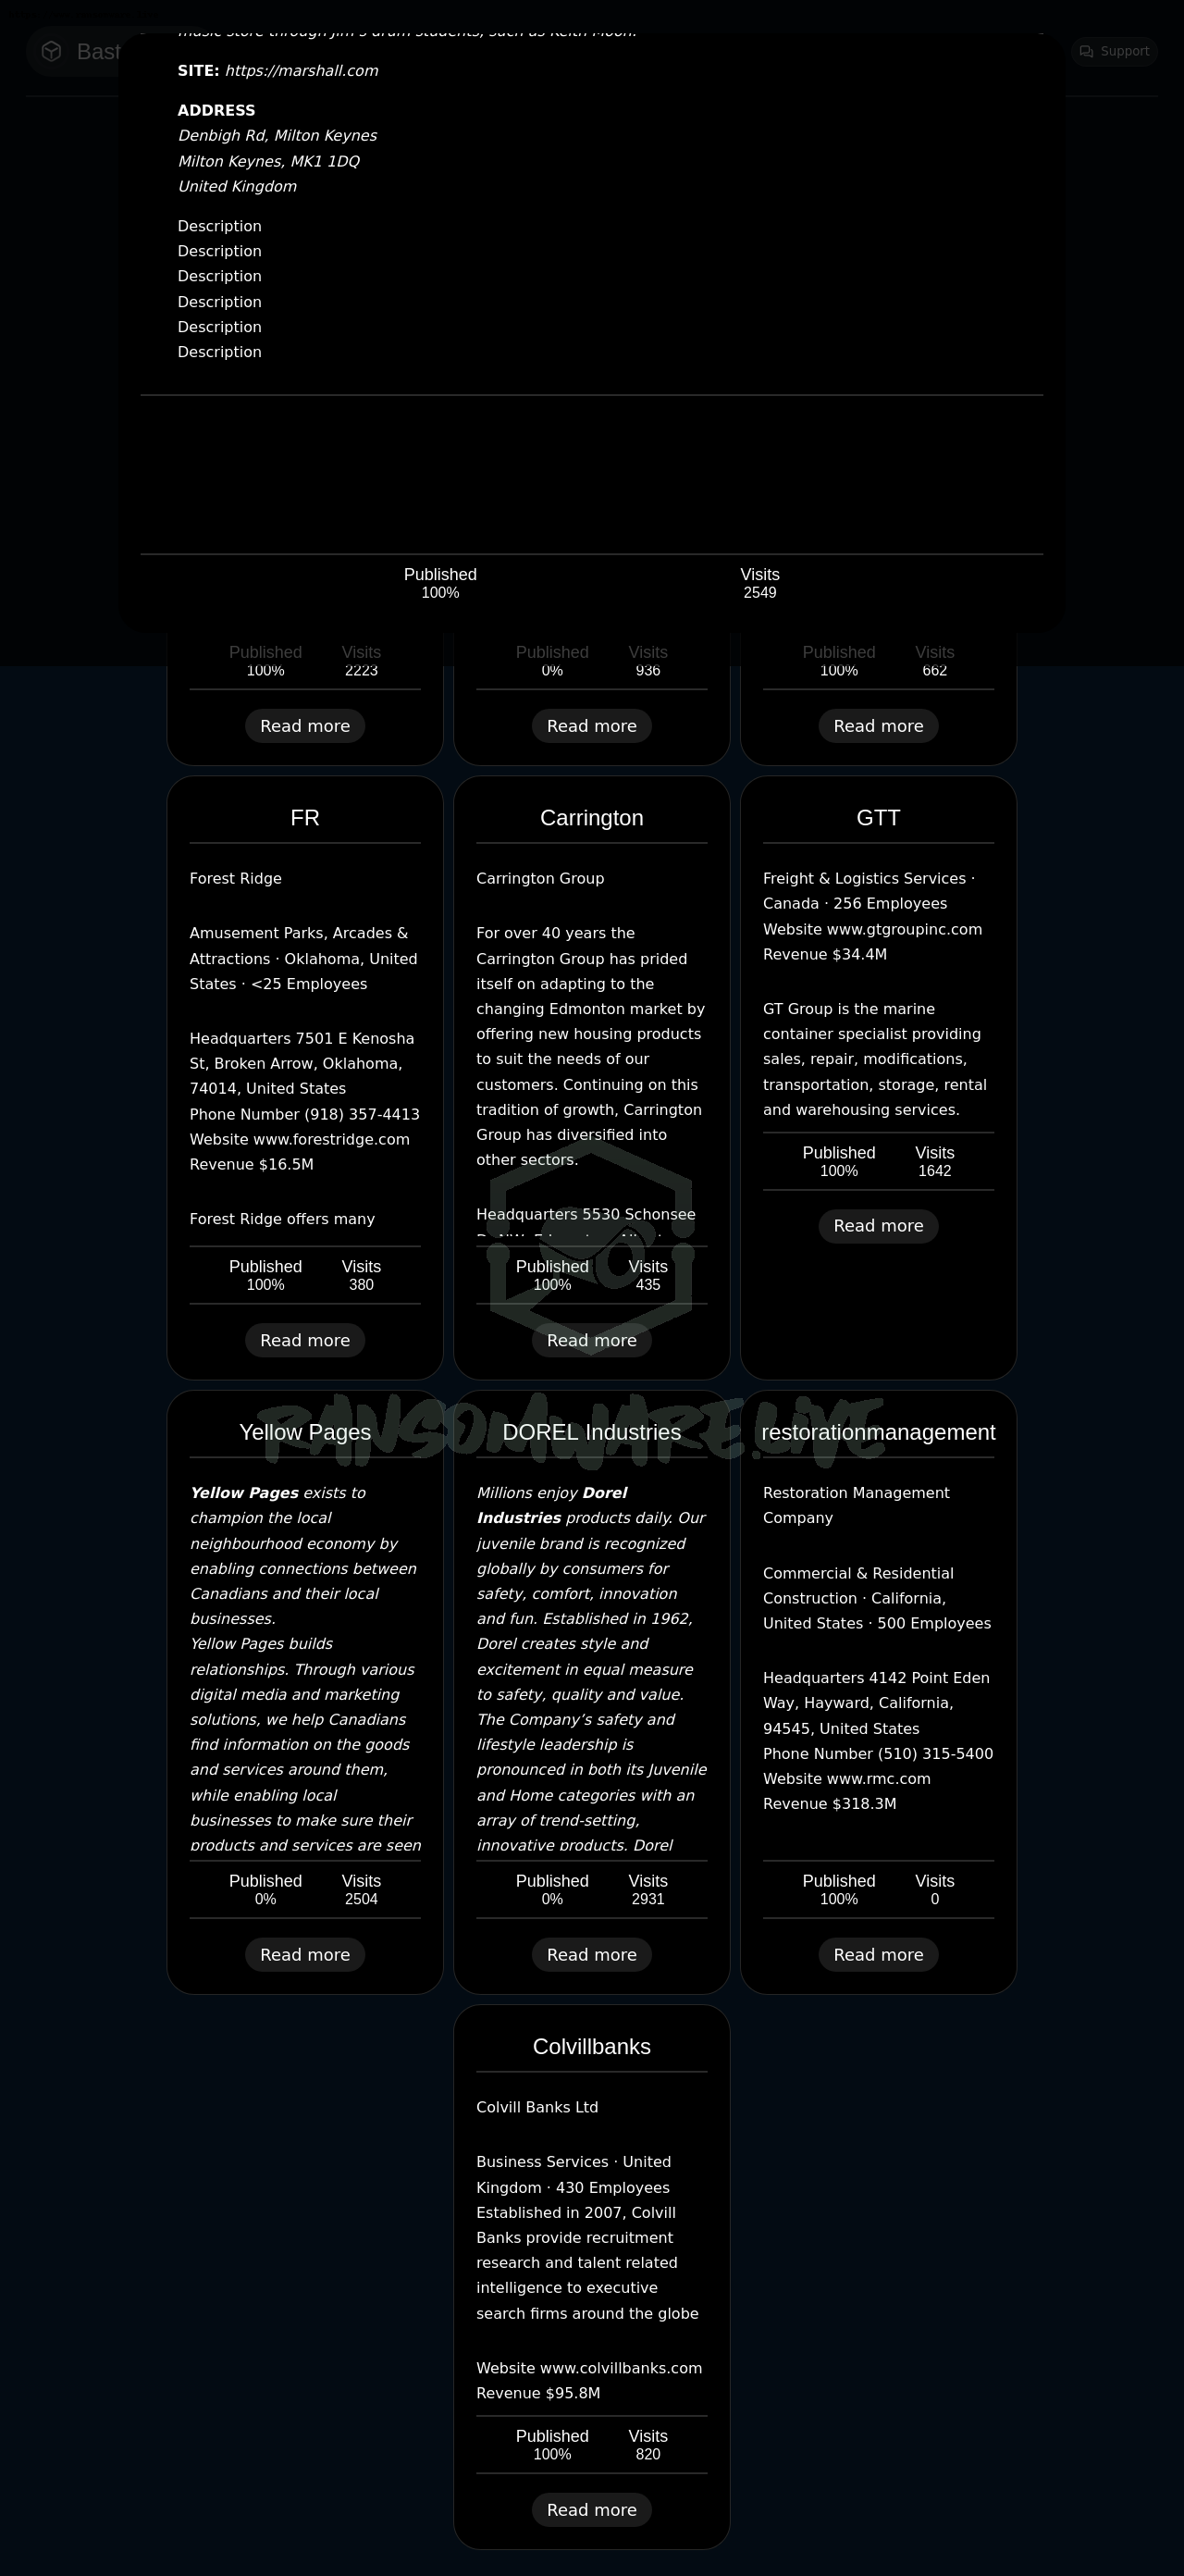 Bast
Support
music store through Jim's drum students, such as Keith Moon.
SITE: https://marshall.com
ADDRESS
Denbigh Rd, Milton Keynes
Milton Keynes, MK1 1DQ
United Kingdom
Description
Description
Description
Description
Description
Description
Published Visits
100% 2549
Published Visits
100% 2223
Read more
Published Visits
0% 936
Read more
Published Visits
100% 662
Read more
FR
Forest Ridge
Amusement Parks, Arcades &
Attractions · Oklahoma, United
States · <25 Employees
Headquarters 7501 E Kenosha
St, Broken Arrow, Oklahoma,
74014, United States
Phone Number (918) 357-4413
Website www.forestridge.com
Revenue $16.5M
Forest Ridge offers many
Published Visits
100% 380
Read more
Carrington
Carrington Group
For over 40 years the
Carrington Group has prided
itself on adapting to the
changing Edmonton market by
offering new housing products
to suit the needs of our
customers. Continuing on this
tradition of growth, Carrington
Group has diversified into
other sectors.
Headquarters 5530 Schonsee
Published Visits
100% 435
Read more
GTT
Freight & Logistics Services ·
Canada · 256 Employees
Website www.gtgroupinc.com
Revenue $34.4M
GT Group is the marine
container specialist providing
sales, repair, modifications,
transportation, storage, rental
and warehousing services.
Published Visits
100% 1642
Read more
RANSOMWARE.LIVE
Yellow Pages
Yellow Pages exists to
champion the local
neighbourhood economy by
enabling connections between
Canadians and their local
businesses.
Yellow Pages builds
relationships. Through various
digital media and marketing
solutions, we help Canadians
find information on the goods
and services around them,
while enabling local
businesses to make sure their
products and services are seen
Published Visits
0% 2504
Read more
DOREL Industries
Millions enjoy Dorel
Industries products daily. Our
juvenile brand is recognized
globally by consumers for
safety, comfort, innovation
and fun. Established in 1962,
Dorel creates style and
excitement in equal measure
to safety, quality and value.
The Company’s safety and
lifestyle leadership is
pronounced in both its Juvenile
and Home categories with an
array of trend-setting,
innovative products. Dorel
Published Visits
0% 2931
Read more
restorationmanagement
Restoration Management
Company
Commercial & Residential
Construction · California,
United States · 500 Employees
Headquarters 4142 Point Eden
Way, Hayward, California,
94545, United States
Phone Number (510) 315-5400
Website www.rmc.com
Revenue $318.3M
Published Visits
100% 0
Read more
Colvillbanks
Colvill Banks Ltd
Business Services · United
Kingdom · 430 Employees
Established in 2007, Colvill
Banks provide recruitment
research and talent related
intelligence to executive
search firms around the globe
Website www.colvillbanks.com
Revenue $95.8M
Published Visits
100% 820
Read more